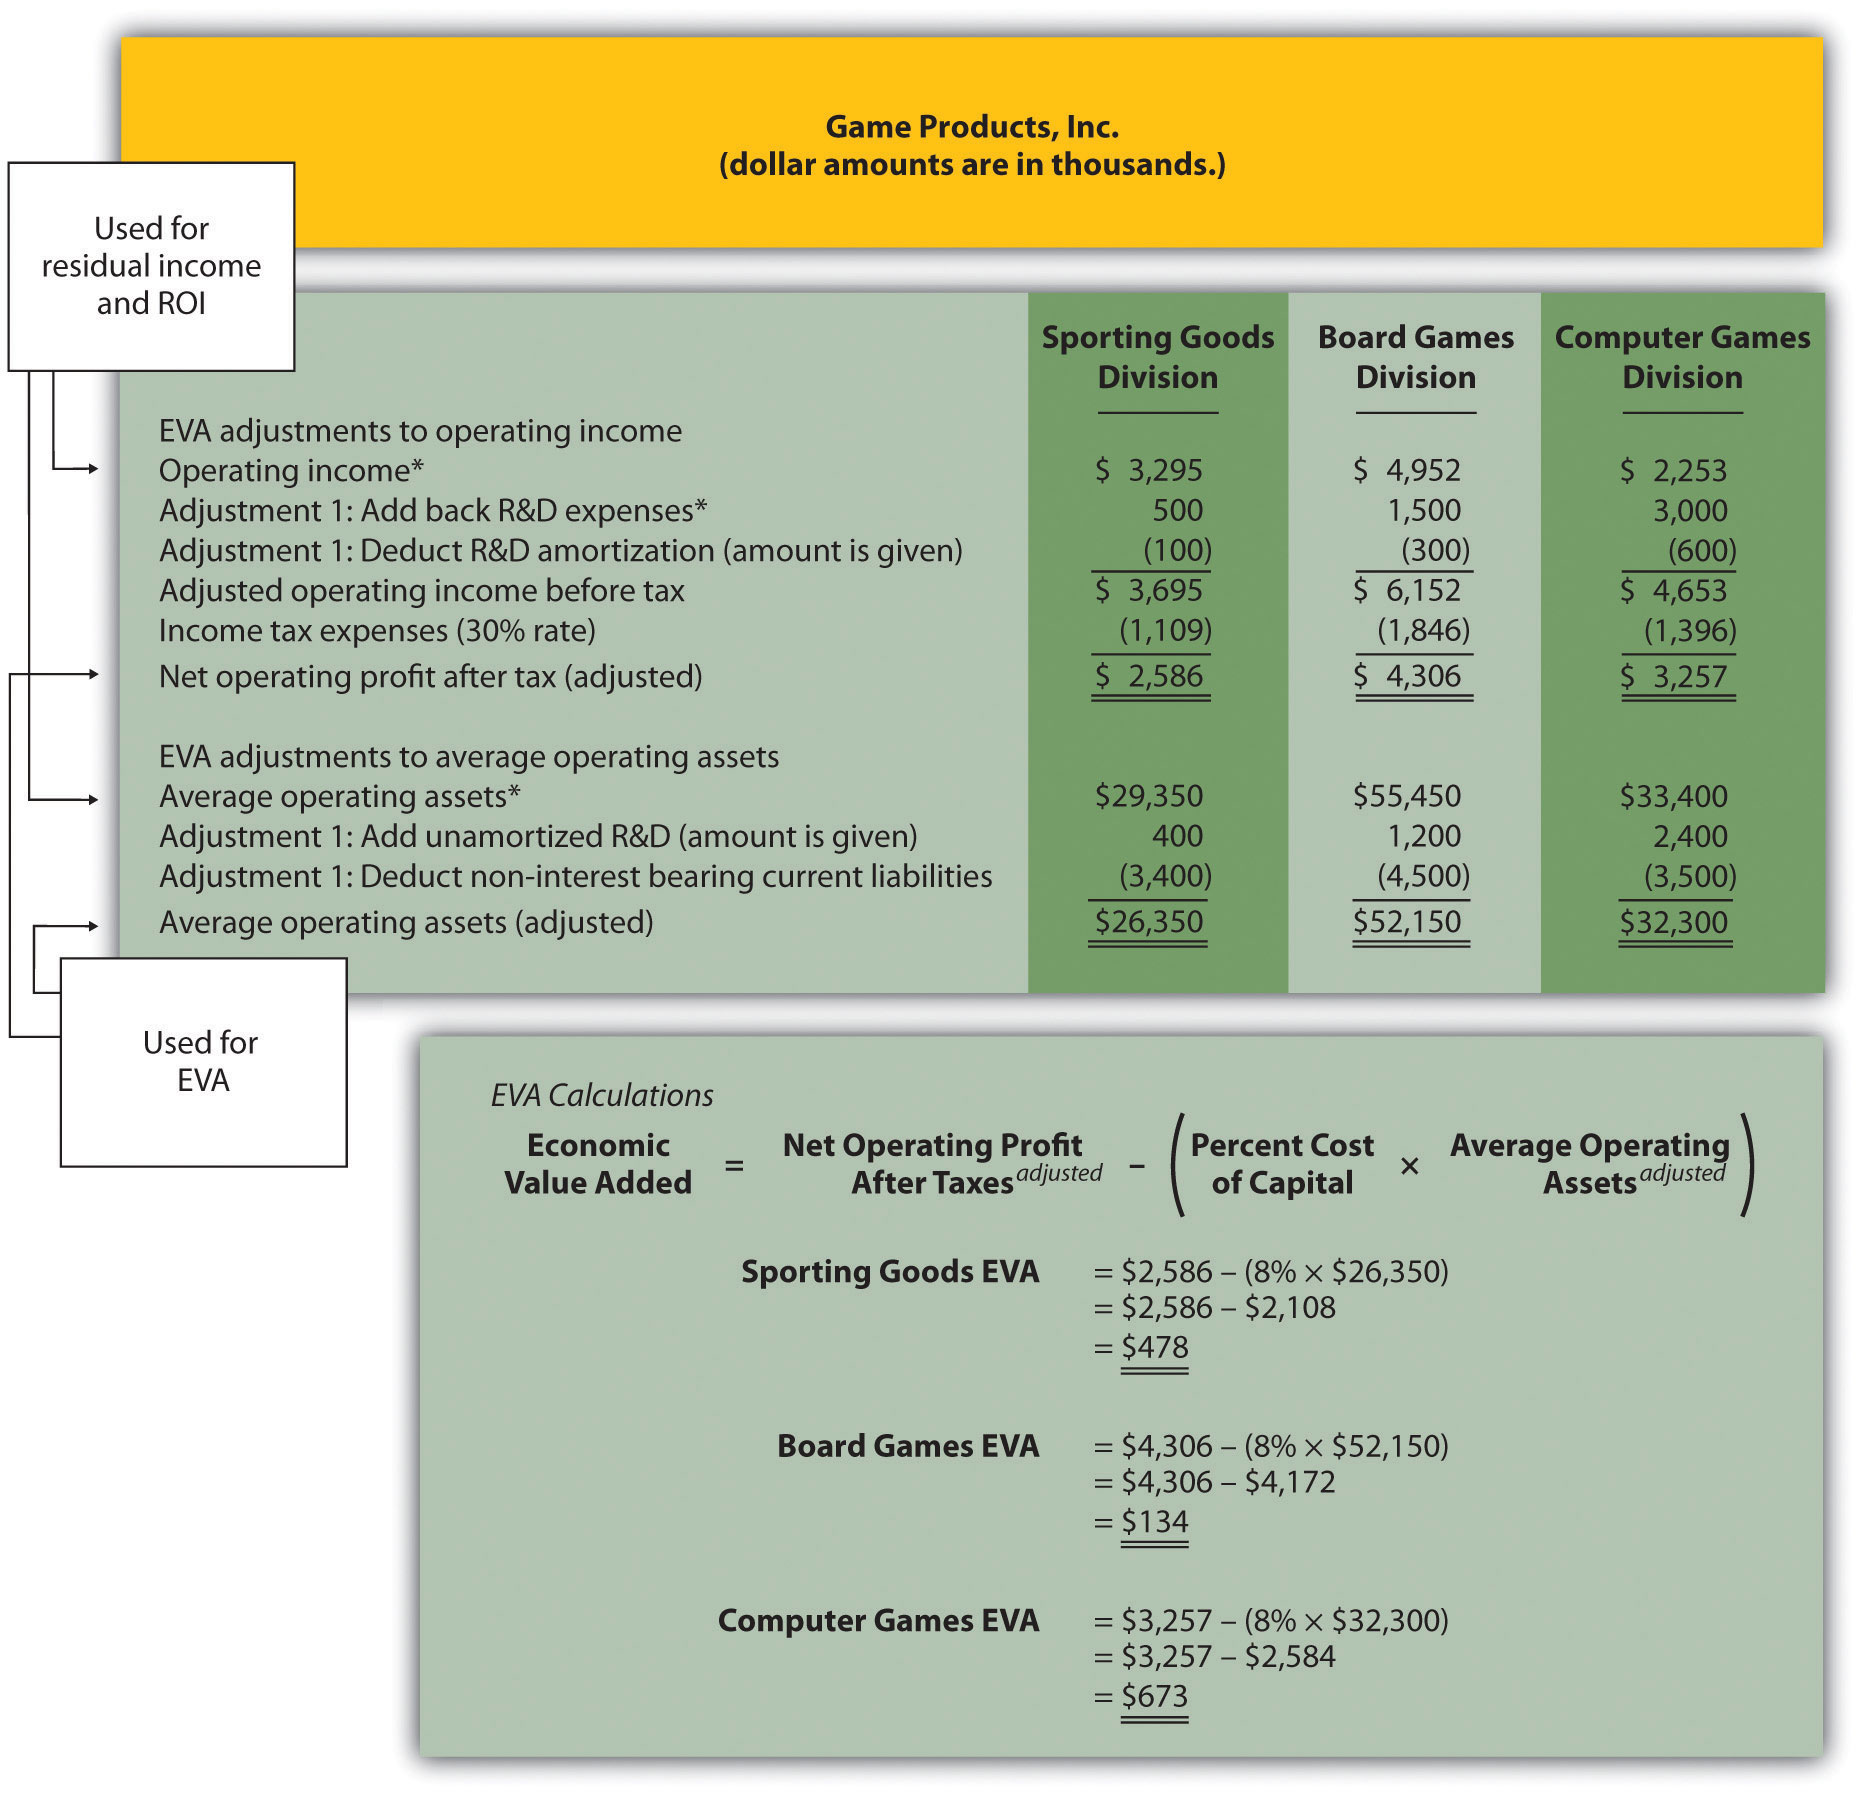 Game Products, Inc.
(dollar amounts are in thousands.)
Used for
residual income
and ROI
Sporting Goods Board Games Computer Games
Division Division Division
EVA adjustments to operating income
Operating income* $ 3,295 $ 4,952 $ 2,253
Adjustment 1: Add back R&D expenses* 500 1,500 3,000
Adjustment 1: Deduct R&D amortization (amount is given) (100) (300) (600)
Adjusted operating income before tax $ 3,695 $ 6,152 $ 4,653
Income tax expenses (30% rate) (1,109) (1,846) (1,396)
Net operating profit after tax (adjusted) $ 2,586 $ 4,306 $ 3,257
EVA adjustments to average operating assets
Average operating assets* $29,350 $55,450 $33,400
Adjustment 1: Add unamortized R&D (amount is given) 400 1,200 2,400
Adjustment 1: Deduct non-interest bearing current liabilities (3,400) (4,500) (3,500)
Average operating assets (adjusted) $26,350 $52,150 $32,300
Used for
EVA
EVA Calculations
Economic Net Operating Profit Percent Cost Average Operating
Value Added = After Taxes adjusted – ( of Capital × Assets adjusted )
Sporting Goods EVA = $2,586 – (8% × $26,350)
= $2,586 – $2,108
= $478
Board Games EVA = $4,306 – (8% × $52,150)
= $4,306 – $4,172
= $134
Computer Games EVA = $3,257 – (8% × $32,300)
= $3,257 – $2,584
= $673